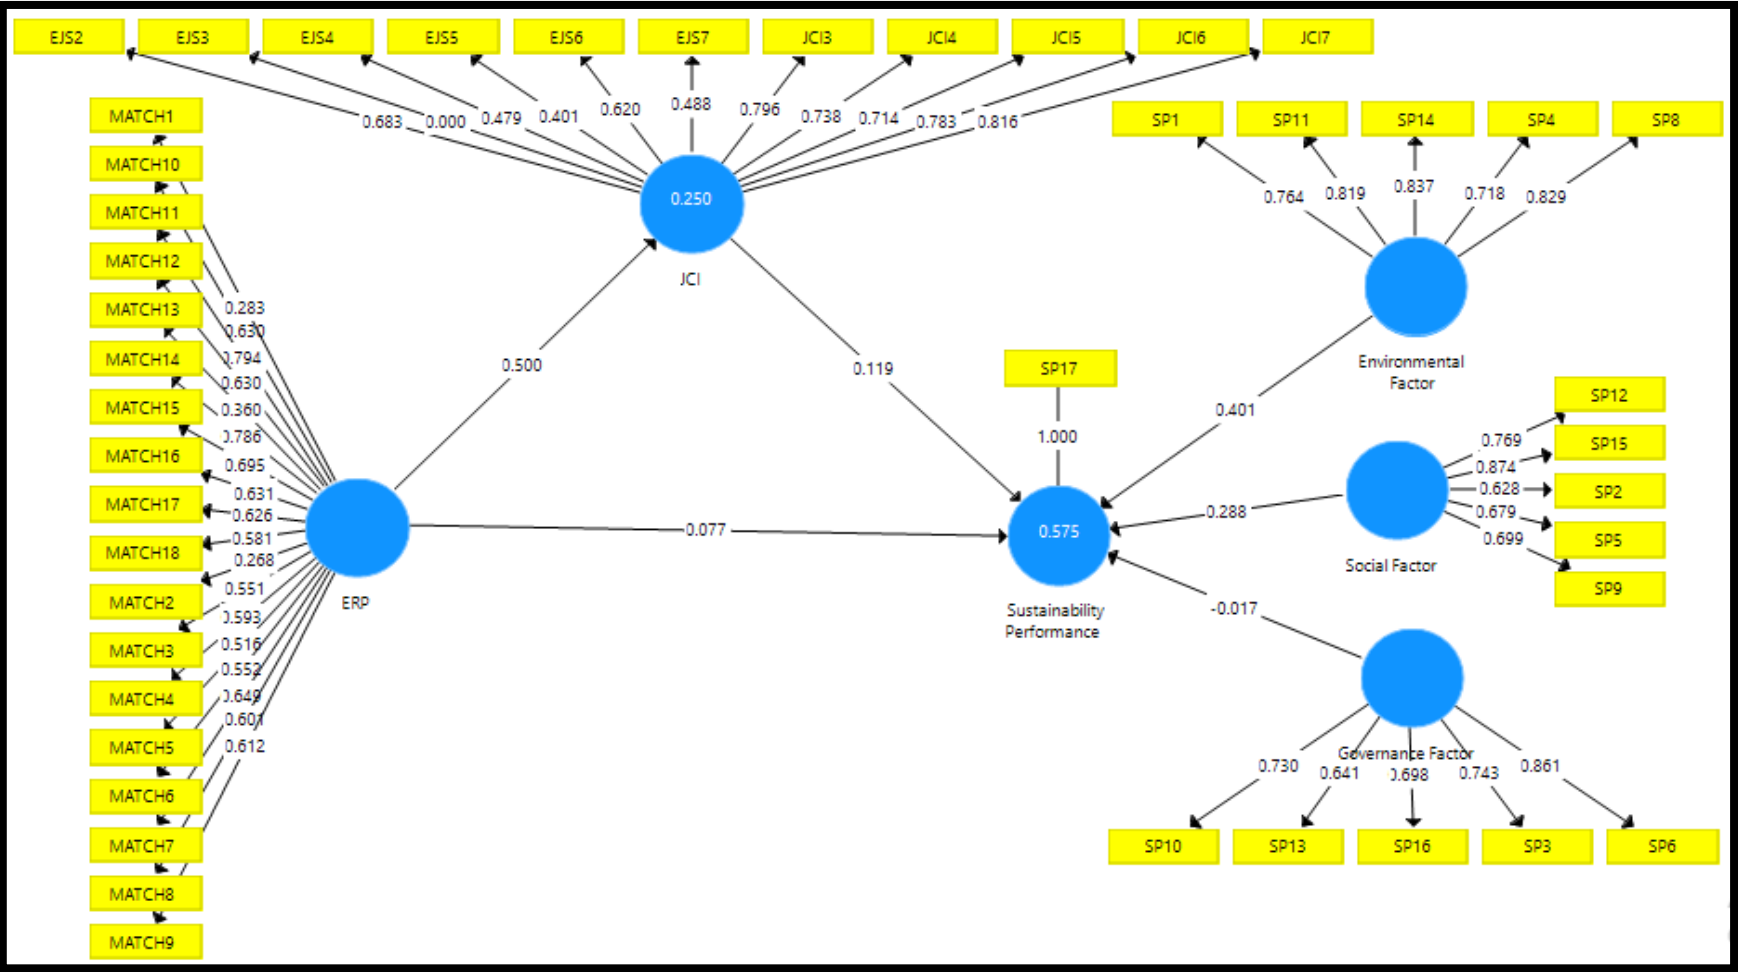 EJS2 EJS3 EJS4 EJS5 EJS6 EJS7 JCI3 JCI4 JCI5 JCI6 JCI7
0.683 0.000 0.479 0.401 0.620 0.488 0.796 0.738 0.714 0.783 0.816
0.250
JCI
MATCH1
MATCH10
MATCH11
MATCH12
MATCH13
MATCH14
MATCH15
MATCH16
MATCH17
MATCH18
MATCH2
MATCH3
MATCH4
MATCH5
MATCH6
MATCH7
MATCH8
MATCH9
0.283
0.630
0.794
0.630
0.360
0.786
0.695
0.631
0.626
0.581
0.268
0.551
0.593
0.516
0.552
0.649
0.601
0.612
ERP
0.500
0.119
0.077
SP17
1.000
0.575
Sustainability
Performance
SP1 SP11 SP14 SP4 SP8
0.764 0.819 0.837 0.718 0.829
Environmental
Factor
0.401
SP12
SP15
SP2
SP5
SP9
0.769
0.874
0.628
0.679
0.699
Social Factor
0.288
-0.017
Governance Factor
0.730 0.641 0.698 0.743 0.861
SP10 SP13 SP16 SP3 SP6